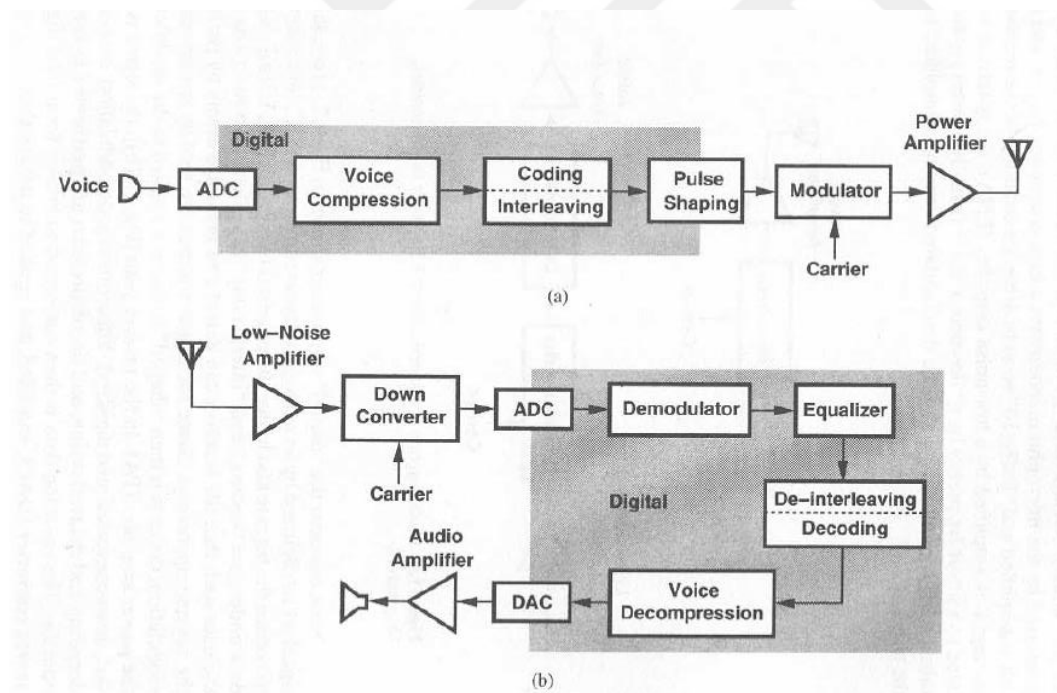 Digital
Voice
ADC
Voice
Compression
Coding
Interleaving
Pulse
Shaping
Modulator
Power
Amplifier
Carrier
(a)
Low-Noise
Amplifier
Down
Converter
Carrier
ADC
Demodulator
Equalizer
Digital
De-interleaving
Decoding
Audio
Amplifier
DAC
Voice
Decompression
(b)